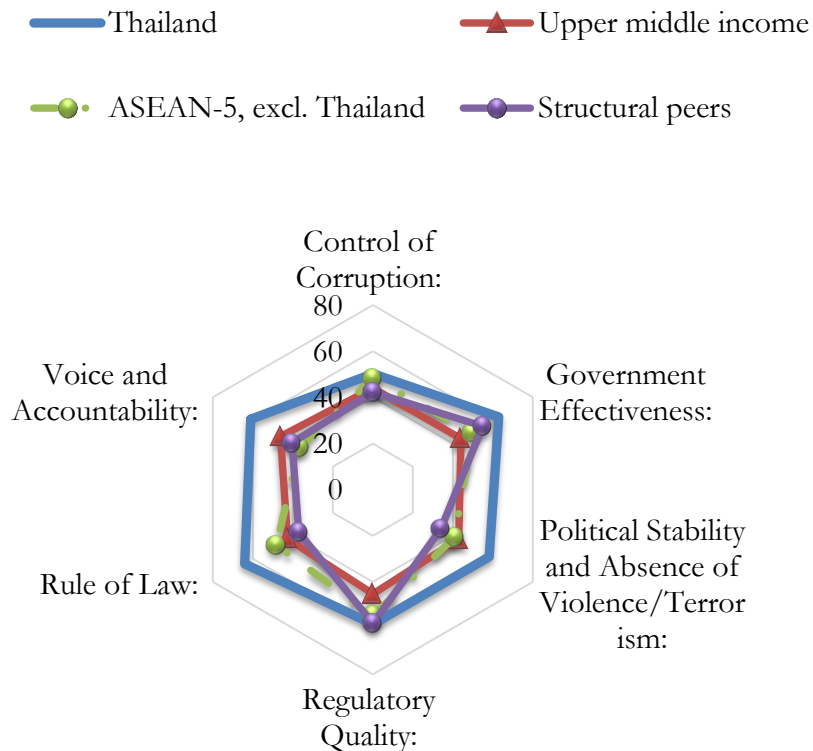 Thailand
Upper middle income
ASEAN-5, excl. Thailand
Structural peers
Control of
Corruption:
80
60
40
20
0
Voice and
Accountability:
Government
Effectiveness:
Political Stability
and Absence of
Violence/Terror
ism:
Rule of Law:
Regulatory
Quality: